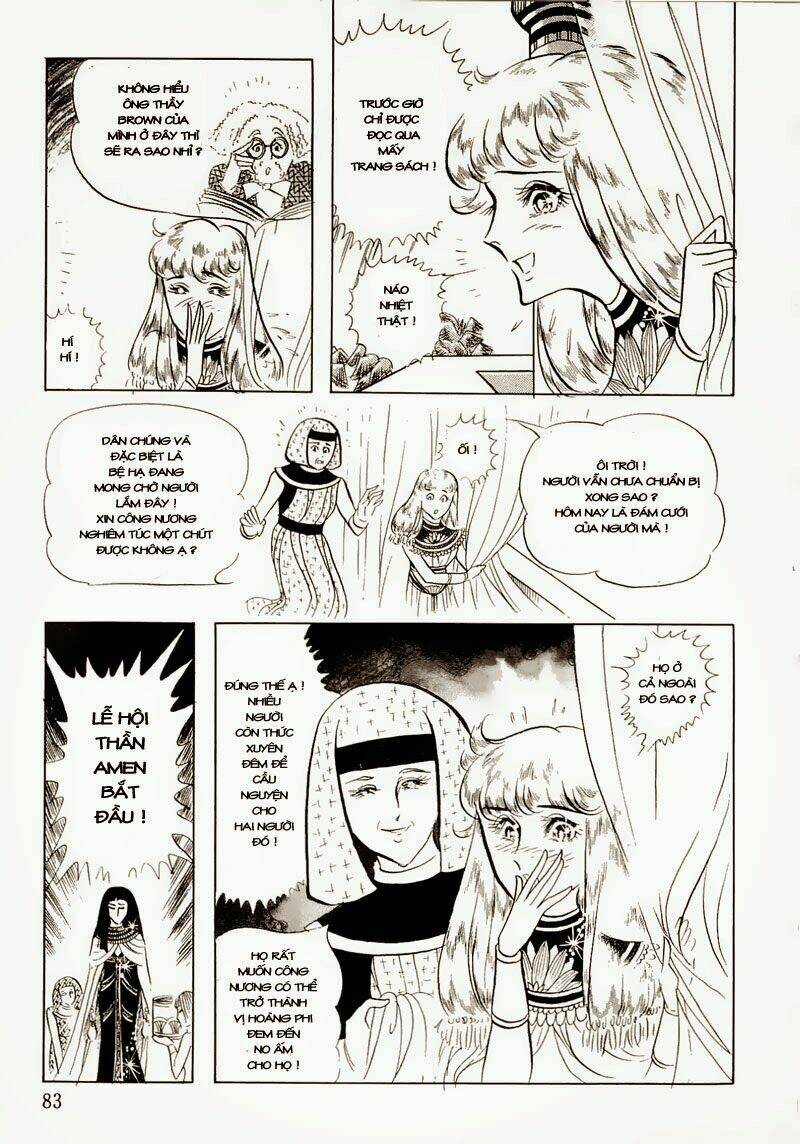 TRƯỚC GIỜ
CHỈ ĐƯỢC
ĐỌC QUA
MẤY
TRANG SÁCH !
NÁO
NHIỆT
THẬT !
KHÔNG HIỂU
ÔNG THẦY
BROWN CỦA
MÌNH Ở ĐÂY THÌ
SẼ RA SAO NHỈ ?
HÍ
HÍ !
ÔI TRỜI !
NGƯỜI VẪN CHƯA CHUẨN BỊ
XONG SAO ?
HÔM NAY LÀ ĐÁM CƯỚI
CỦA NGƯỜI MÀ !
ỐI !
DÂN CHÚNG VÀ
ĐẶC BIỆT LÀ
BỆ HẠ ĐANG
MONG CHỜ NGƯỜI
LẮM ĐẤY !
XIN CÔNG NƯƠNG
NGHIÊM TÚC MỘT CHÚT
ĐƯỢC KHÔNG Ạ ?
HỌ Ở
CẢ NGOÀI
ĐÓ SAO ?
ĐÚNG THẾ Ạ !
NHIỀU
NGƯỜI
CÒN THỨC
XUYÊN
ĐÊM ĐỂ
CẦU
NGUYỆN
CHO
HAI NGƯỜI
ĐÓ !
HỌ RẤT
MUỐN CÔNG
NƯƠNG CÓ THỂ
TRỞ THÀNH
VỊ HOÀNG PHI
ĐEM ĐẾN
NO ẤM
CHO HỌ !
LỄ HỘI
THẦN
AMEN
BẮT
ĐẦU !
83